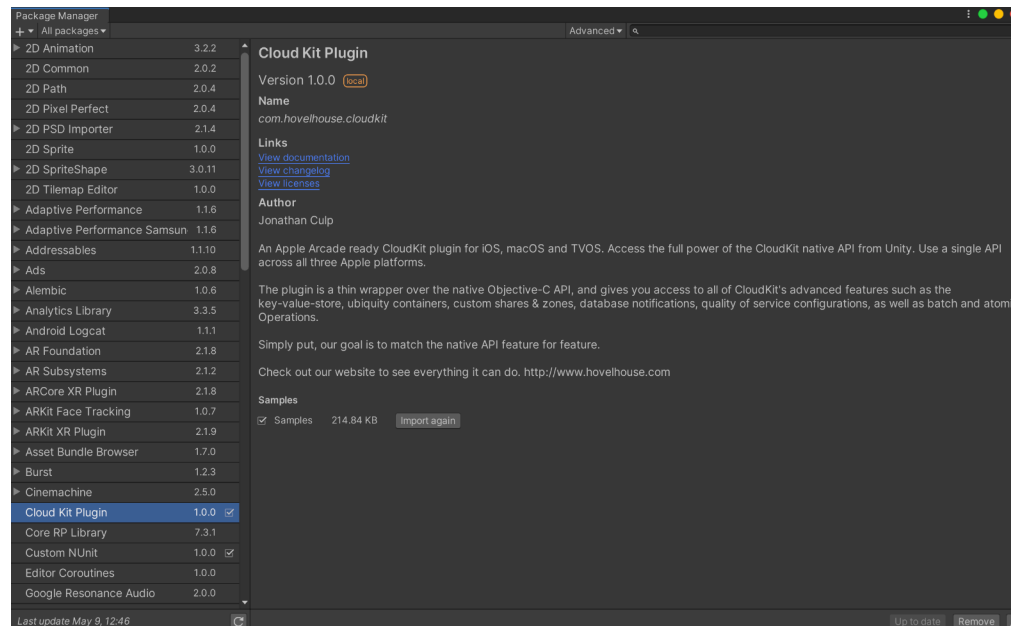 Package Manager
+ All packages
Advanced
2D Animation 3.2.2
2D Common 2.0.2
2D Path 2.0.4
2D Pixel Perfect 2.0.4
2D PSD Importer 2.1.4
2D Sprite 1.0.0
2D SpriteShape 3.0.11
2D Tilemap Editor 1.0.0
Adaptive Performance 1.1.6
Adaptive Performance Samsun 1.1.6
Addressables 1.1.10
Ads 2.0.8
Alembic 1.0.6
Analytics Library 3.3.5
Android Logcat 1.1.1
AR Foundation 2.1.8
AR Subsystems 2.1.2
ARCore XR Plugin 2.1.8
ARKit Face Tracking 1.0.7
ARKit XR Plugin 2.1.9
Asset Bundle Browser 1.7.0
Burst 1.2.3
Cinemachine 2.5.0
Cloud Kit Plugin 1.0.0
Core RP Library 7.3.1
Custom NUnit 1.0.0
Editor Coroutines 1.0.0
Google Resonance Audio 2.0.0
Last update May 9, 12:46
Cloud Kit Plugin
Version 1.0.0 local
Name
com.hovelhouse.cloudkit
Links
View documentation
View changelog
View licenses
Author
Jonathan Culp
An Apple Arcade ready CloudKit plugin for iOS, macOS and TVOS. Access the full power of the CloudKit native API from Unity. Use a single API
across all three Apple platforms.
The plugin is a thin wrapper over the native Objective-C API, and gives you access to all of CloudKit's advanced features such as the
key-value-store, ubiquity containers, custom shares & zones, database notifications, quality of service configurations, as well as batch and atom
Operations.
Simply put, our goal is to match the native API feature for feature.
Check out our website to see everything it can do. http://www.hovelhouse.com
Samples
Samples 214.84 KB Import again
Up to date Remove